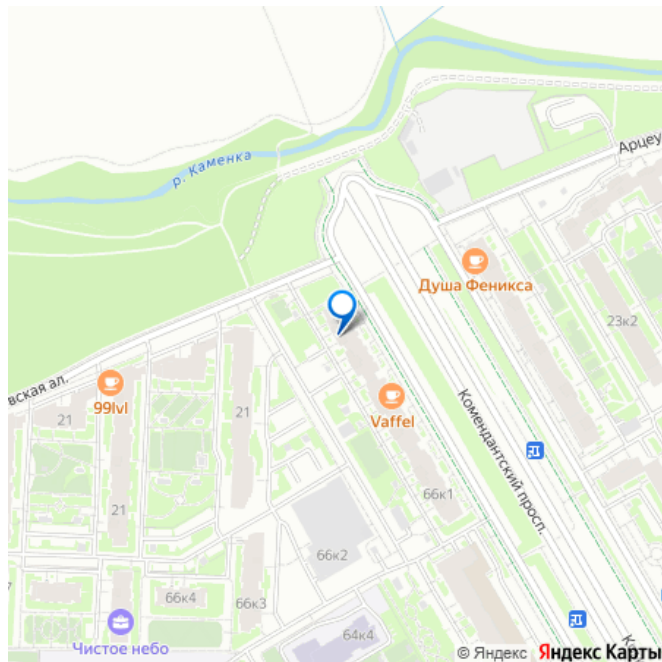 р. Каменка
Арцеу
Душа Феникса
23к2
вская ал.
99lvl
21
21
21
Vaffel
Комендантский просп.
66к1
66к2
66к4
66к3
Чистое небо
64к4
© Яндекс Яндекс Карты